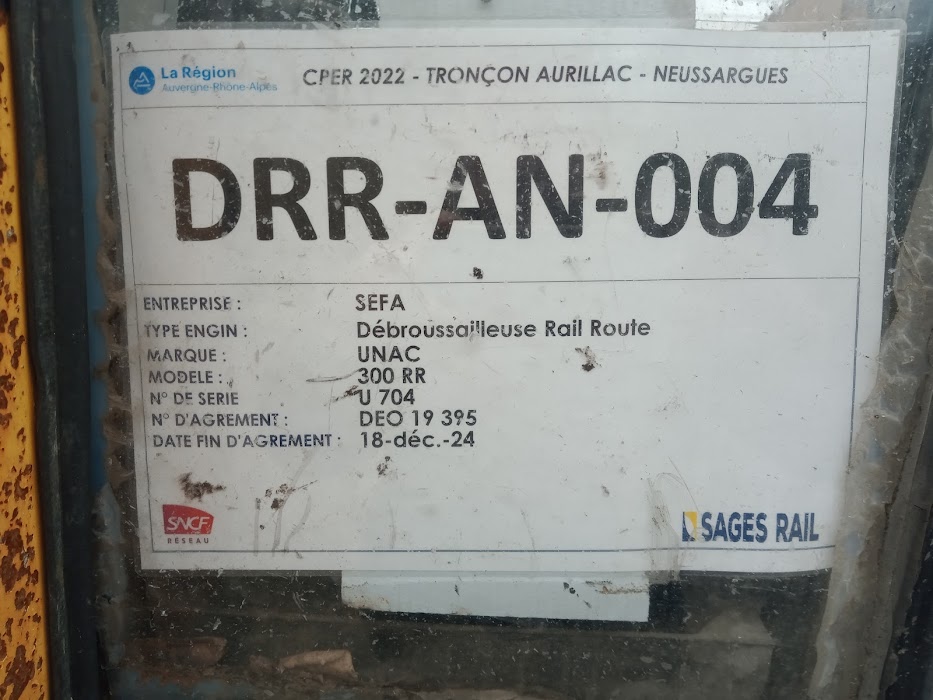 La Région
Auvergne-Rhône-Alpes
CPER 2022 - TRONÇON AURILLAC - NEUSSARGUES
DRR-AN-004
ENTREPRISE : SEFA
TYPE ENGIN : Débroussailleuse Rail Route
MARQUE : UNAC
MODELE : 300 RR
N° DE SERIE U 704
N° D'AGREMENT : DEO 19 395
DATE FIN D'AGREMENT : 18-déc.-24
SNCF
RÉSEAU
SAGES RAIL